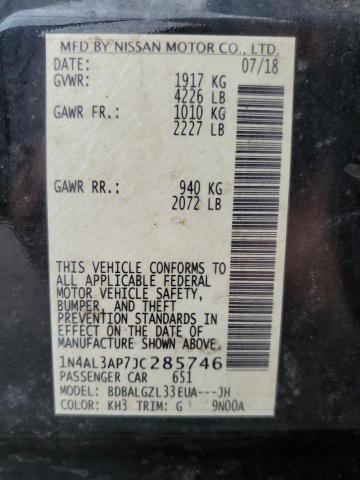 MFD BY NISSAN MOTOR CO., LTD.
DATE: 07/18
GVWR: 1917 KG
4226 LB
GAWR FR.: 1010 KG
2227 LB
GAWR RR.: 940 KG
2072 LB
THIS VEHICLE CONFORMS TO
ALL APPLICABLE FEDERAL
MOTOR VEHICLE SAFETY,
BUMPER, AND THEFT
PREVENTION STANDARDS IN
EFFECT ON THE DATE OF
MANUFACTURE SHOWN ABOVE.
1N4AL3AP7JC285746
PASSENGER CAR 651
MODEL: BDBALGZL33EUA---JH
COLOR: KH3 TRIM: G 9N00A